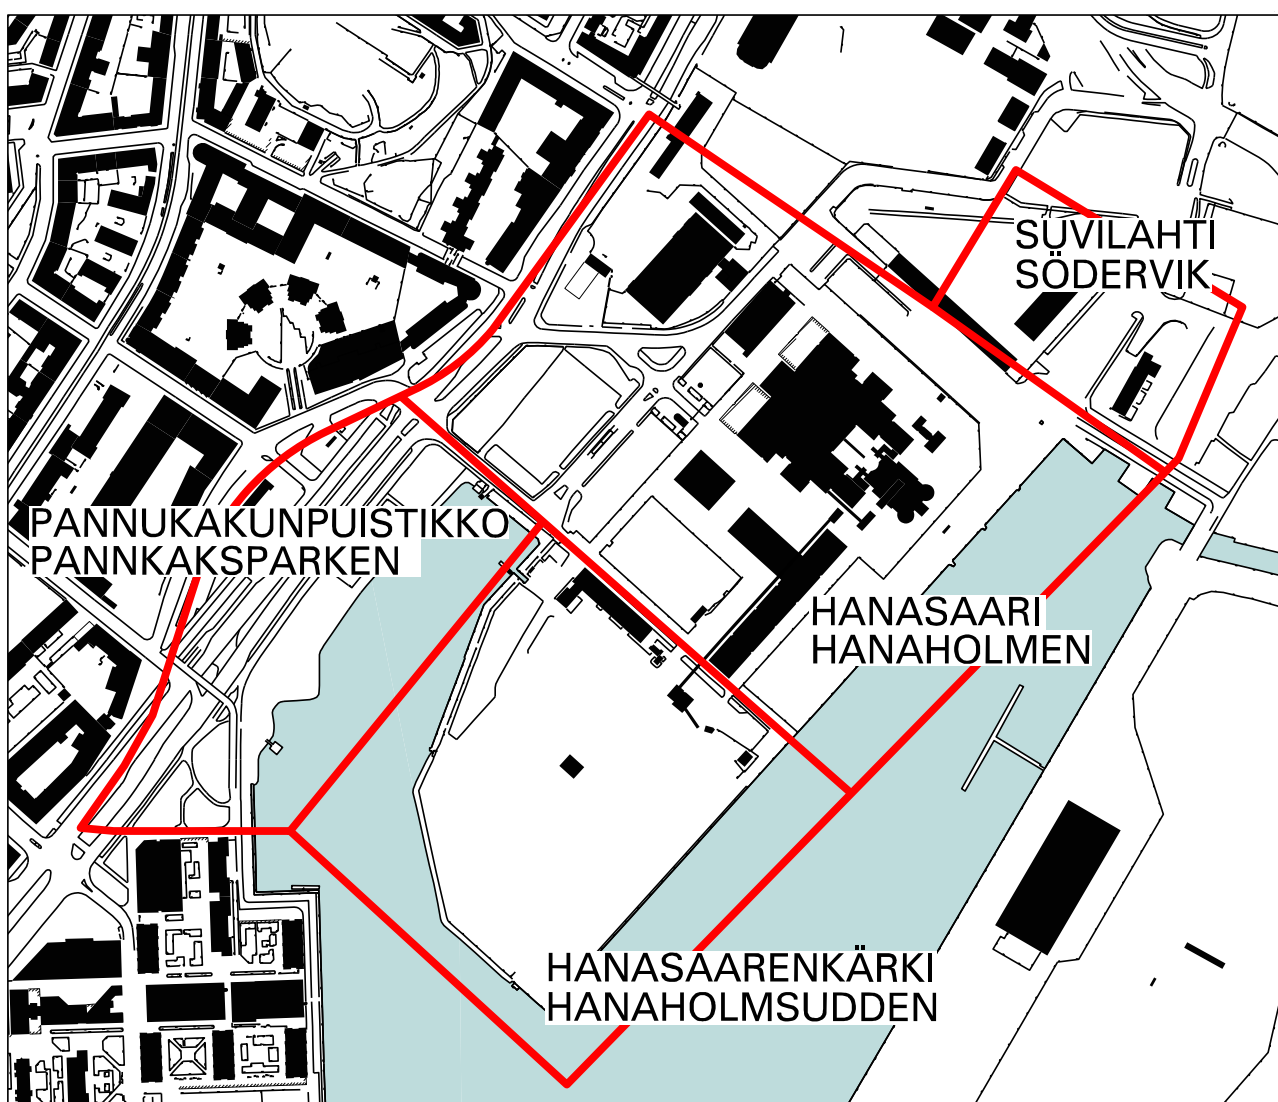 SUVILAHTI
SÖDERVIK
PANNUKAKUNPUISTIKKO
PANNKAKSPARKEN
HANASAARI
HANAHOLMEN
HANASAARENKÄRKI
HANAHOLMSUDDEN